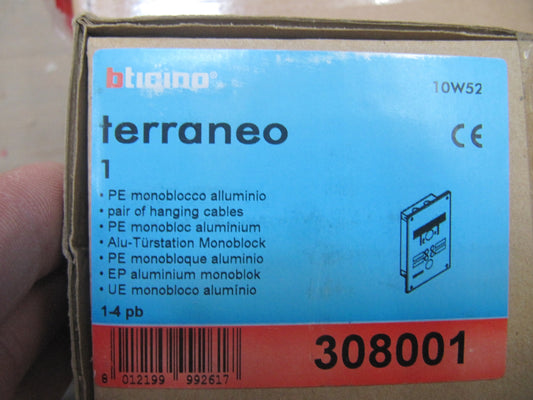 bticino®
10W52
terraneo
CE
1
• PE monoblocco alluminio
• pair of hanging cables
• PE monobloc aluminium
• Alu-Türstation Monoblock
• PE monobloque aluminio
• EP aluminium monoblok
• UE monobloco alumínio
1-4 pb
308001
8 012199 992617